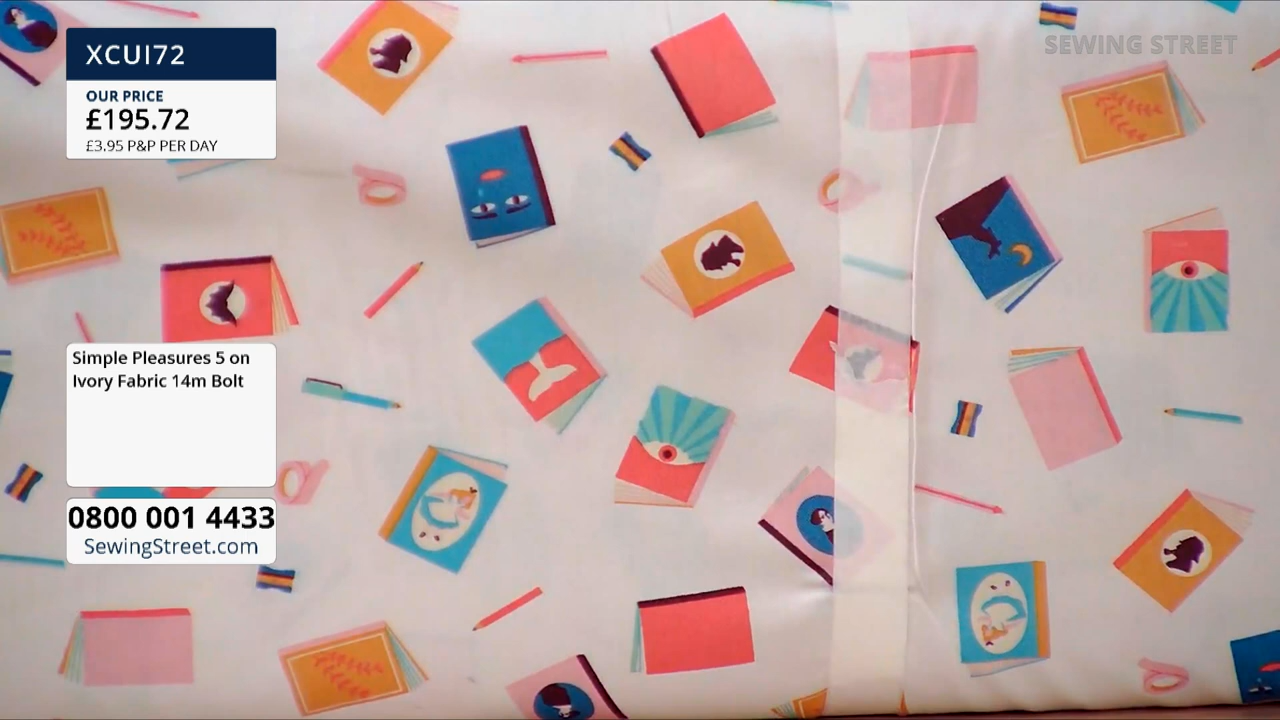 XCUI72
OUR PRICE
£195.72
£3.95 P&P PER DAY
SEWING STREET
Simple Pleasures 5 on
Ivory Fabric 14m Bolt
0800 001 4433
SewingStreet.com